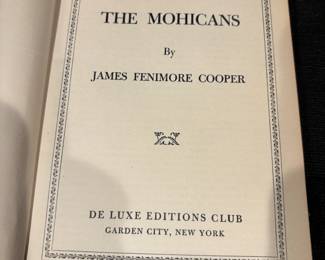 THE MOHICANS
By
JAMES FENIMORE COOPER
DE LUXE EDITIONS CLUB
GARDEN CITY, NEW YORK